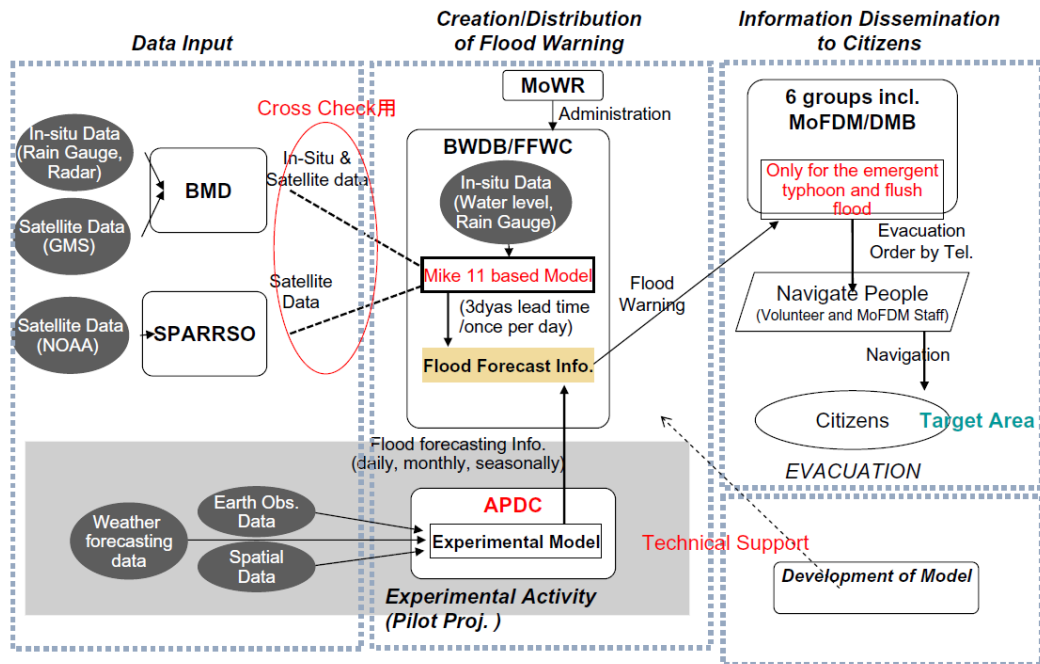 Data Input
Creation/Distribution
of Flood Warning
Information Dissemination
to Citizens
Cross Check用
In-situ Data
(Rain Gauge,
Radar)
BMD
Satellite Data
(GMS)
In-Situ &
Satellite data
Satellite
Data
Satellite Data
(NOAA)
SPARRSO
MoWR
Administration
BWDB/FFWC
In-situ Data
(Water level,
Rain Gauge)
Mike 11 based Model
(3dyas lead time
/once per day)
Flood Forecast Info.
Flood
Warning
6 groups incl.
MoFDM/DMB
Only for the emergent
typhoon and flush
flood
Evacuation
Order by Tel.
Navigate People
(Volunteer and MoFDM Staff)
Navigation
Citizens
Target Area
EVACUATION
Flood forecasting Info.
(daily, monthly, seasonally)
Weather
forecasting
data
Earth Obs.
Data
Spatial
Data
APDC
Experimental Model
Experimental Activity
(Pilot Proj. )
Technical Support
Development of Model